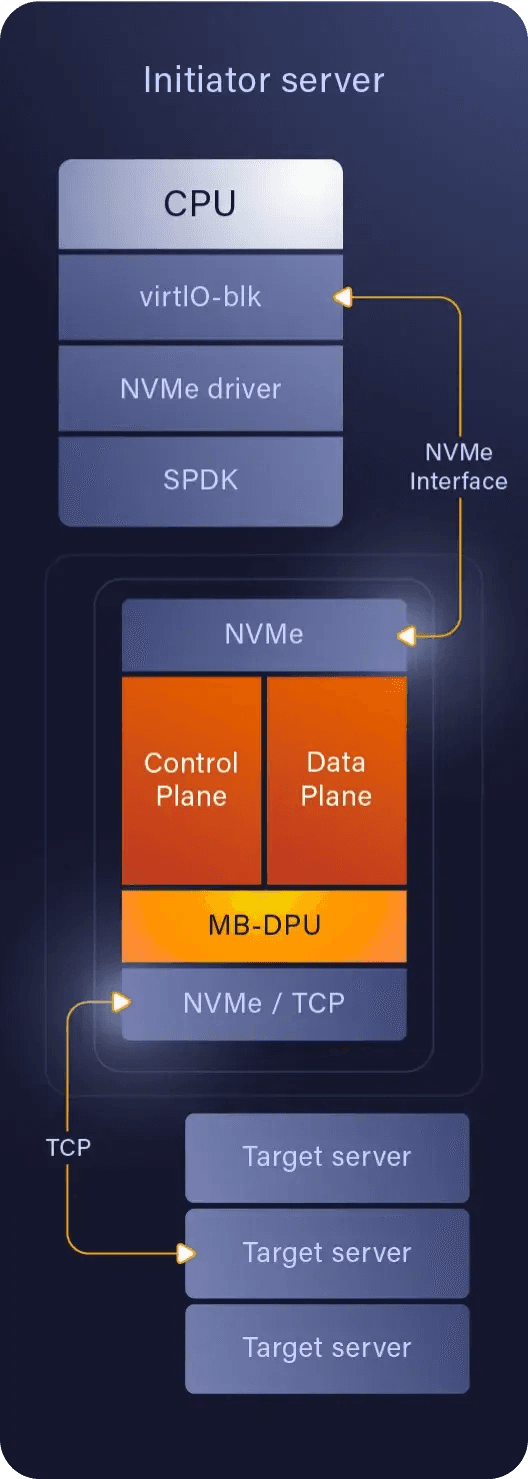 Initiator server
CPU
virtIO-blk
NVMe driver
SPDK
NVMe
Interface
NVMe
Control
Plane
Data
Plane
MB-DPU
NVMe / TCP
TCP
Target server
Target server
Target server